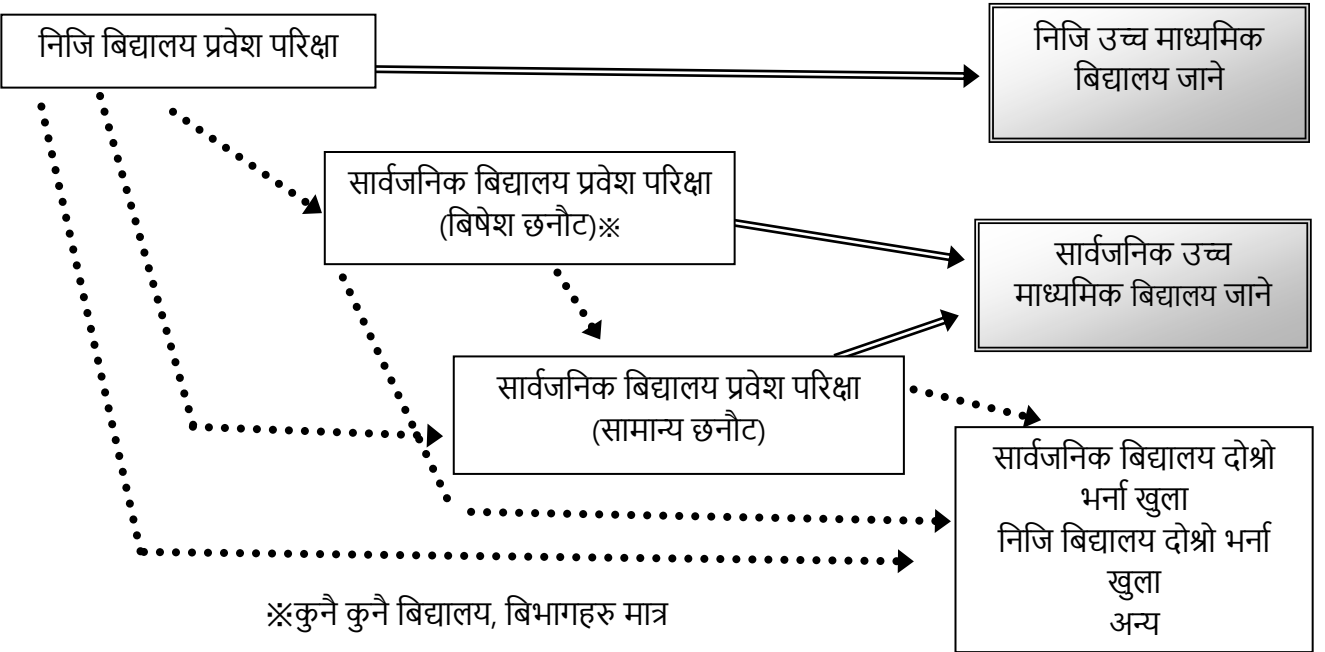 निजि बिद्यालय प्रवेश परिक्षा
निजि उच्च माध्यमिक
बिद्यालय जाने
सार्वजनिक बिद्यालय प्रवेश परिक्षा
(बिषेश छनौट)※
सार्वजनिक उच्च
माध्यमिक बिद्यालय जाने
सार्वजनिक बिद्यालय प्रवेश परिक्षा
(सामान्य छनौट)
सार्वजनिक बिद्यालय दोश्रो
भर्ना खुला
निजि बिद्यालय दोश्रो भर्ना
खुला
अन्य
※कुनै कुनै बिद्यालय, बिभागहरु मात्र